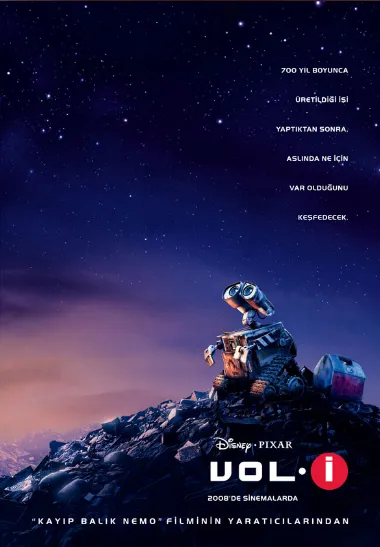 700 YIL BOYUNCA
ÜRETİLDİĞİ İŞİ
YAPTIKTAN SONRA,
ASLINDA NE İÇİN
VAR OLDUĞUNU
KEŞFEDECEK.
DISNEY · PIXAR
VOL·İ
2008'DE SİNEMALARDA
"KAYIP BALIK NEMO" FİLMİNİN YARATICILARINDAN